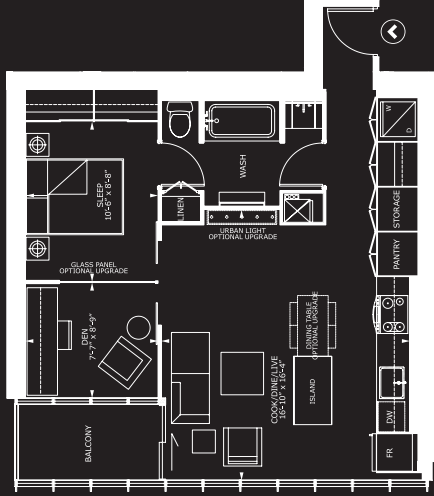 W
D
SLEEP
10'-6" x 8'-8"
WASH
LINEN
STORAGE
URBAN LIGHT
OPTIONAL UPGRADE
PANTRY
GLASS PANEL
OPTIONAL UPGRADE
DEN
7'-7" x 8'-9"
DINING TABLE
OPTIONAL UPGRADE
COOK/DINE/LIVE
16'-10" x 16'-4"
ISLAND
DW
BALCONY
FR